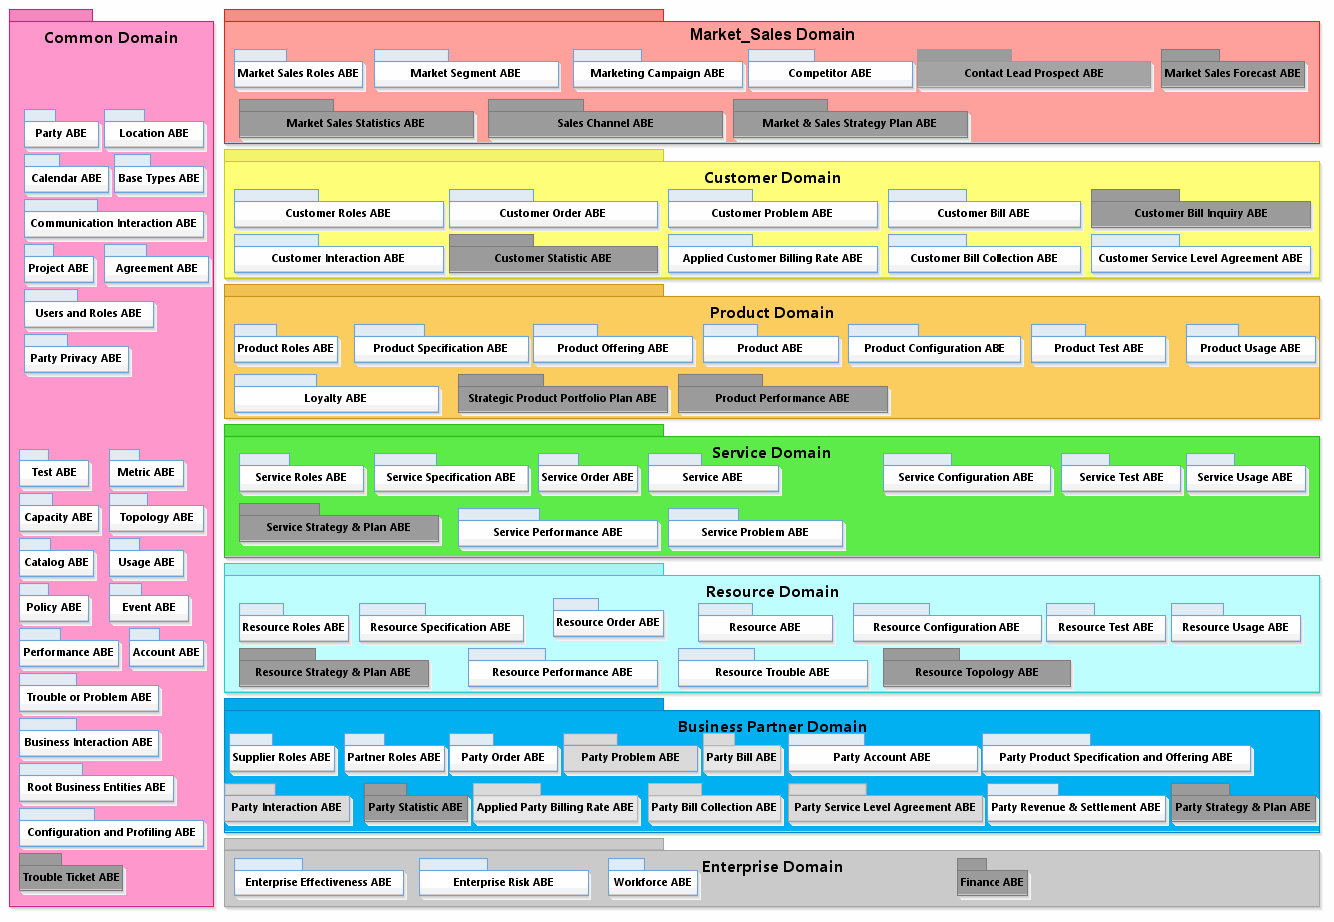 Common Domain
Party ABE
Location ABE
Calendar ABE
Base Types ABE
Communication Interaction ABE
Project ABE
Agreement ABE
Users and Roles ABE
Party Privacy ABE
Test ABE
Metric ABE
Capacity ABE
Topology ABE
Catalog ABE
Usage ABE
Policy ABE
Event ABE
Performance ABE
Account ABE
Trouble or Problem ABE
Business Interaction ABE
Root Business Entities ABE
Configuration and Profiling ABE
Trouble Ticket ABE
Market_Sales Domain
Market Sales Roles ABE
Market Segment ABE
Marketing Campaign ABE
Competitor ABE
Contact Lead Prospect ABE
Market Sales Forecast ABE
Market Sales Statistics ABE
Sales Channel ABE
Market & Sales Strategy Plan ABE
Customer Domain
Customer Roles ABE
Customer Order ABE
Customer Problem ABE
Customer Bill ABE
Customer Bill Inquiry ABE
Customer Interaction ABE
Customer Statistic ABE
Applied Customer Billing Rate ABE
Customer Bill Collection ABE
Customer Service Level Agreement ABE
Product Domain
Product Roles ABE
Product Specification ABE
Product Offering ABE
Product ABE
Product Configuration ABE
Product Test ABE
Product Usage ABE
Loyalty ABE
Strategic Product Portfolio Plan ABE
Product Performance ABE
Service Domain
Service Roles ABE
Service Specification ABE
Service Order ABE
Service ABE
Service Configuration ABE
Service Test ABE
Service Usage ABE
Service Strategy & Plan ABE
Service Performance ABE
Service Problem ABE
Resource Domain
Resource Roles ABE
Resource Specification ABE
Resource Order ABE
Resource ABE
Resource Configuration ABE
Resource Test ABE
Resource Usage ABE
Resource Strategy & Plan ABE
Resource Performance ABE
Resource Trouble ABE
Resource Topology ABE
Business Partner Domain
Supplier Roles ABE
Partner Roles ABE
Party Order ABE
Party Problem ABE
Party Bill ABE
Party Account ABE
Party Product Specification and Offering ABE
Party Interaction ABE
Party Statistic ABE
Applied Party Billing Rate ABE
Party Bill Collection ABE
Party Service Level Agreement ABE
Party Revenue & Settlement ABE
Party Strategy & Plan ABE
Enterprise Domain
Enterprise Effectiveness ABE
Enterprise Risk ABE
Workforce ABE
Finance ABE